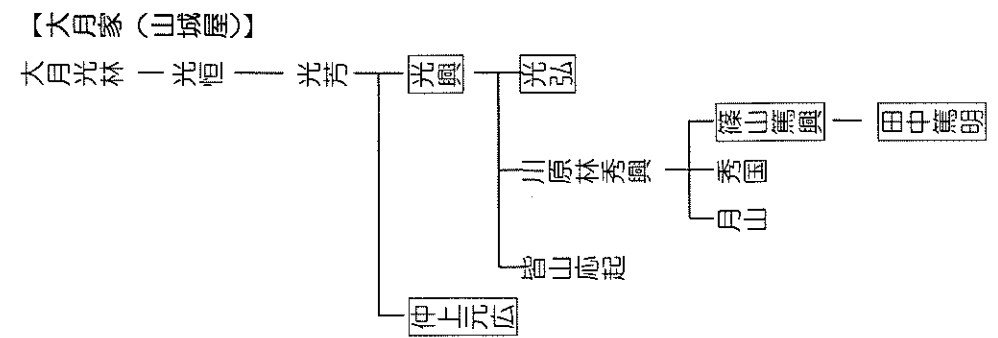 【大月家（山城屋）】
大月光林
光恒
光芳
光興
光弘
川原林秀興
篠山篤興
田中篤明
秀国
月山
皆山応起
仲上元広